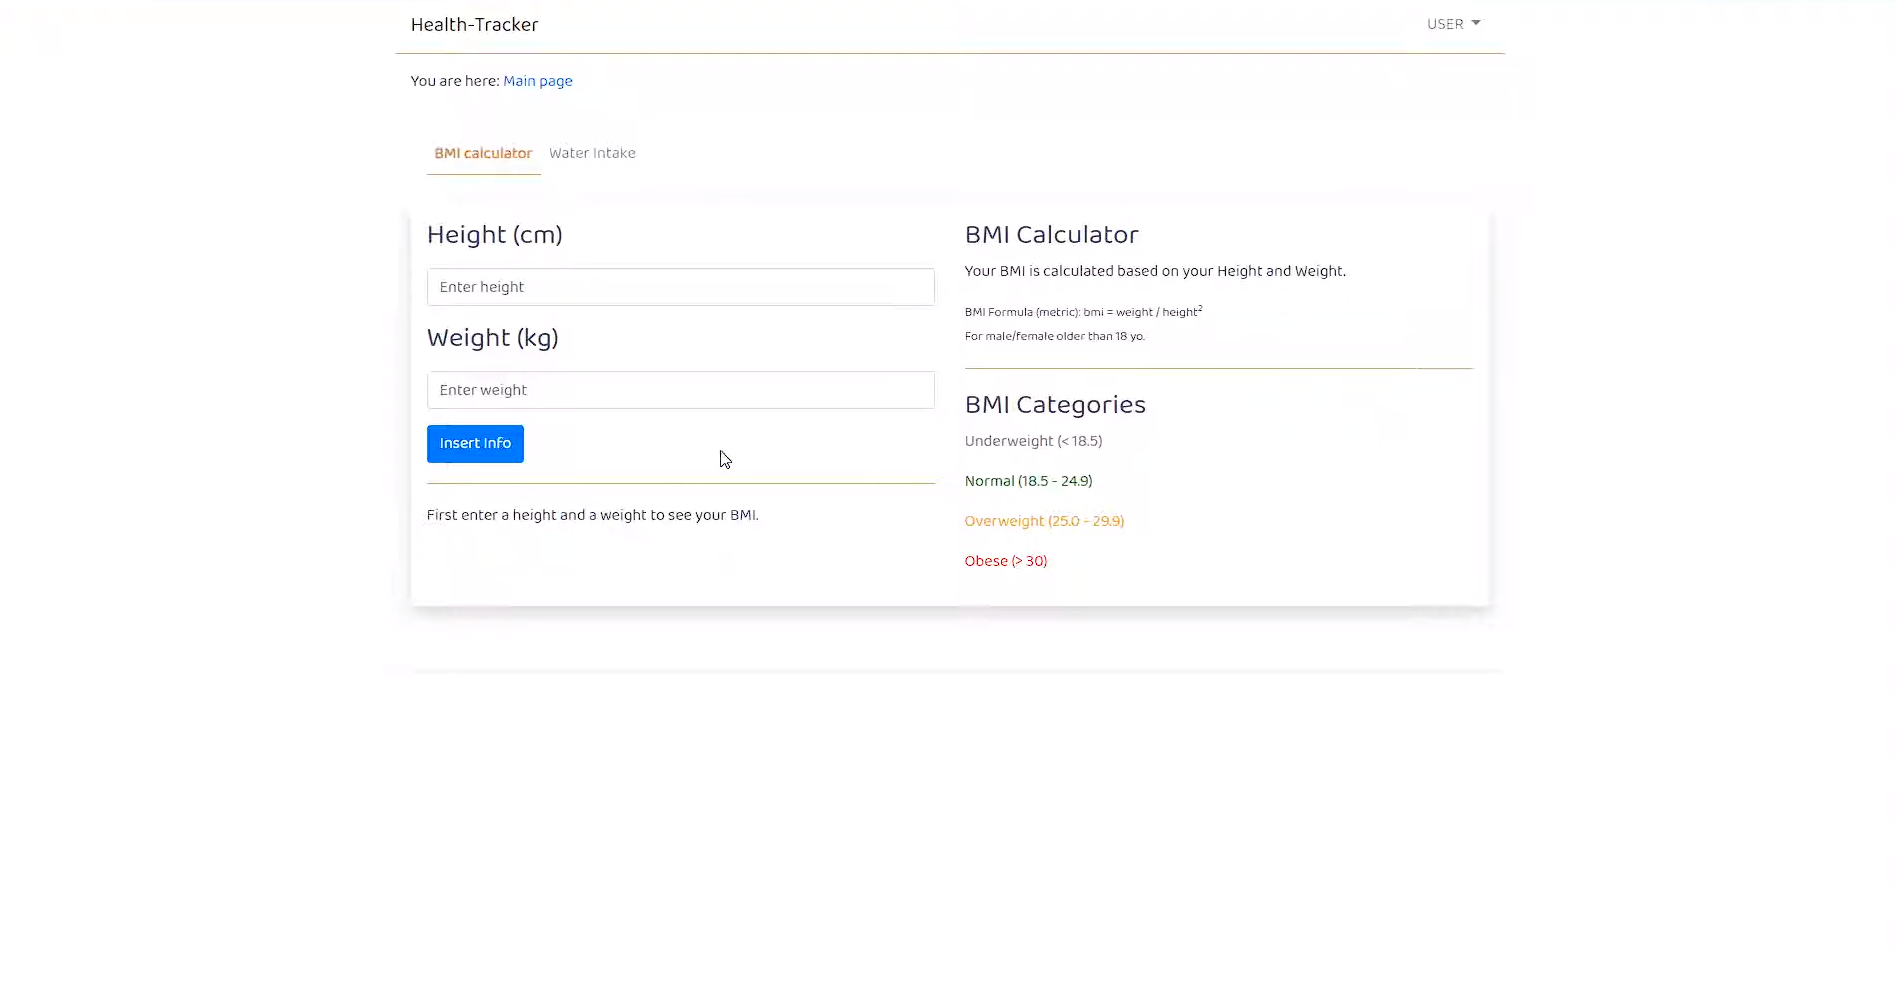 Health-Tracker
USER
You are here: Main page
BMI calculator Water Intake
Height (cm)
Enter height
Weight (kg)
Enter weight
Insert Info
First enter a height and a weight to see your BMI.
BMI Calculator
Your BMI is calculated based on your Height and Weight.
BMI Formula (metric): bmi = weight / height²
For male/female older than 18 yo.
BMI Categories
Underweight (< 18.5)
Normal (18.5 - 24.9)
Overweight (25.0 - 29.9)
Obese (> 30)